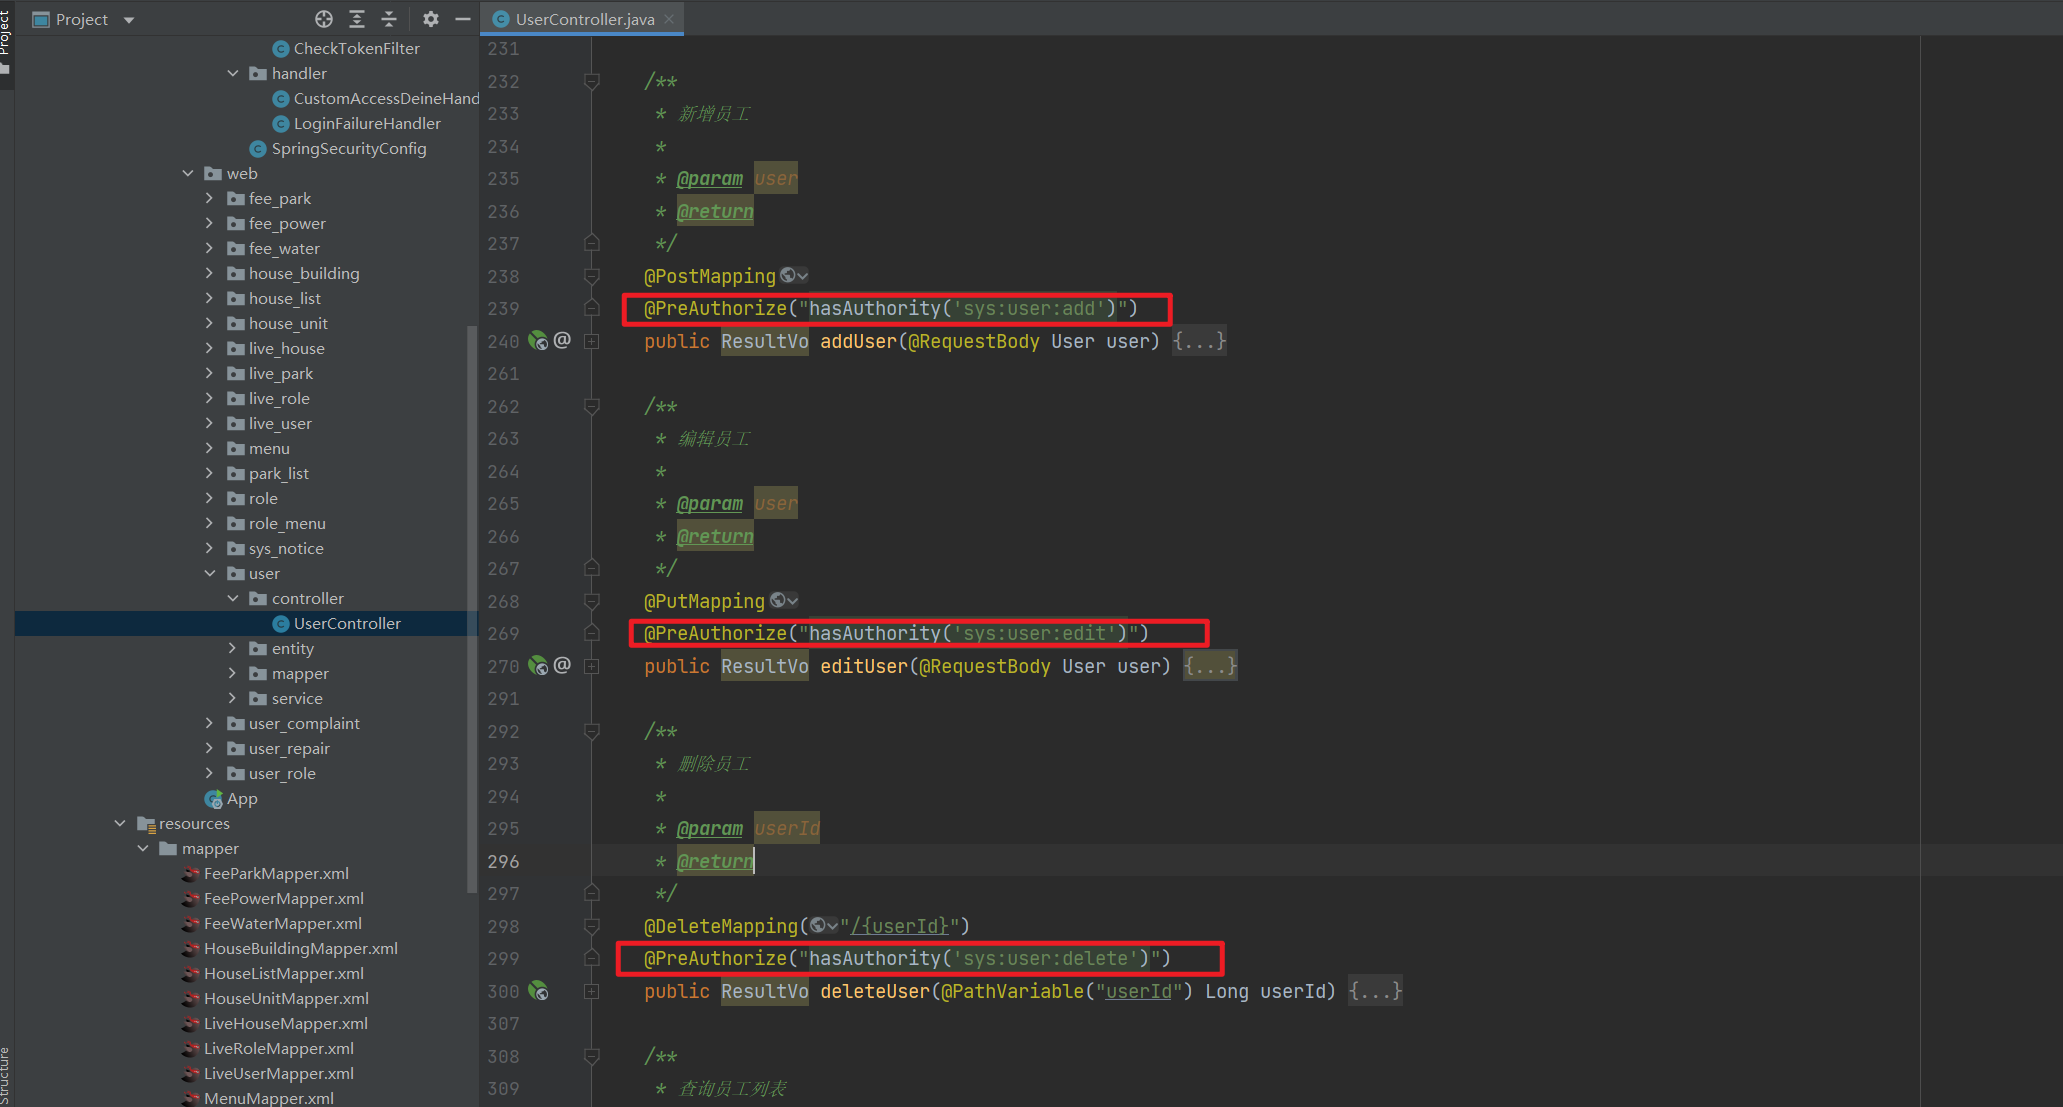 Project
Project
UserController.java
CheckTokenFilter
handler
CustomAccessDeineHand
LoginFailureHandler
SpringSecurityConfig
web
fee_park
fee_power
fee_water
house_building
house_list
house_unit
live_house
live_park
live_role
live_user
menu
park_list
role
role_menu
sys_notice
user
controller
UserController
entity
mapper
service
user_complaint
user_repair
user_role
App
resources
mapper
FeeParkMapper.xml
FeePowerMapper.xml
FeeWaterMapper.xml
HouseBuildingMapper.xml
HouseListMapper.xml
HouseUnitMapper.xml
LiveHouseMapper.xml
LiveRoleMapper.xml
LiveUserMapper.xml
MenuMapper.xml
Structure
231
232 /**
233 * 新增员工
234 *
235 * @param user
236 * @return
237 */
238 @PostMapping
239 @PreAuthorize("hasAuthority('sys:user:add')")
240 @ public ResultVo addUser(@RequestBody User user) {...}
261
262 /**
263 * 编辑员工
264 *
265 * @param user
266 * @return
267 */
268 @PutMapping
269 @PreAuthorize("hasAuthority('sys:user:edit')")
270 @ public ResultVo editUser(@RequestBody User user) {...}
291
292 /**
293 * 删除员工
294 *
295 * @param userId
296 * @return
297 */
298 @DeleteMapping("/{userId}")
299 @PreAuthorize("hasAuthority('sys:user:delete')")
300 public ResultVo deleteUser(@PathVariable("userId") Long userId) {...}
307
308 /**
309 * 查询员工列表